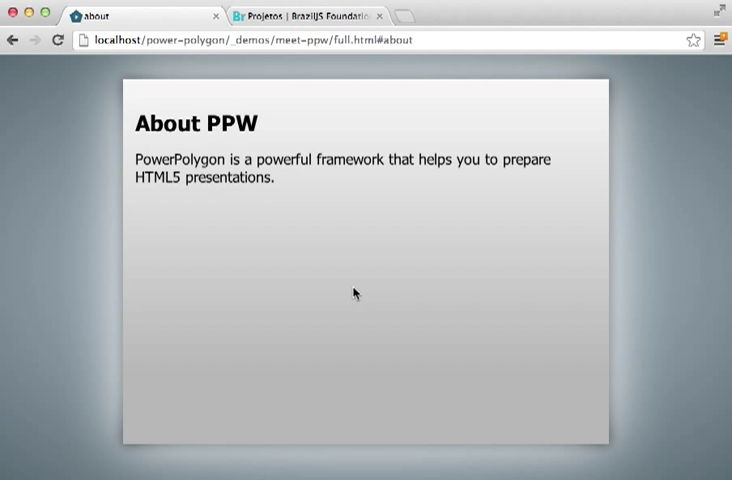 about
Br Projetos | BrazilJS Foundatio
localhost/power-polygon/_demos/meet-ppw/full.html#about
About PPW
PowerPolygon is a powerful framework that helps you to prepare
HTML5 presentations.